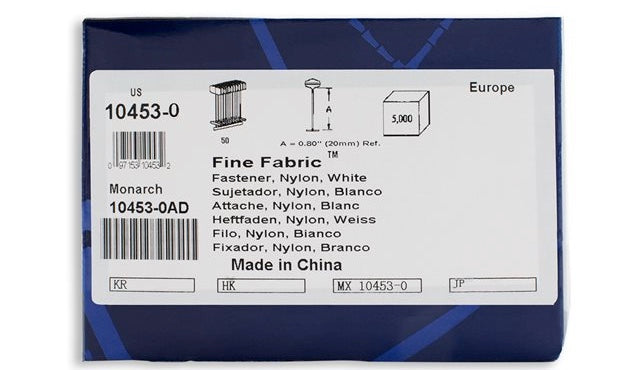 US
10453-0
0 97153 10453 2
Monarch
10453-0AD
50
A
A = 0.80" (20mm) Ref.
5,000
Europe
Fine Fabric™
Fastener, Nylon, White
Sujetador, Nylon, Blanco
Attache, Nylon, Blanc
Heftfaden, Nylon, Weiss
Filo, Nylon, Bianco
Fixador, Nylon, Branco
Made in China
KR
HK
MX 10453-0
JP